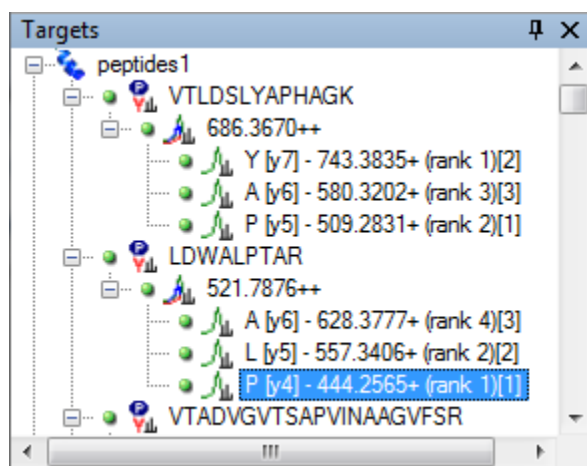 Targets
peptides1
VTLDSLYAPHAGK
686.3670++
Y [y7] - 743.3835+ (rank 1)[2]
A [y6] - 580.3202+ (rank 3)[3]
P [y5] - 509.2831+ (rank 2)[1]
LDWALPTAR
521.7876++
A [y6] - 628.3777+ (rank 4)[3]
L [y5] - 557.3406+ (rank 2)[2]
P [y4] - 444.2565+ (rank 1)[1]
VTADVGVTSAPVINAAGVFSR